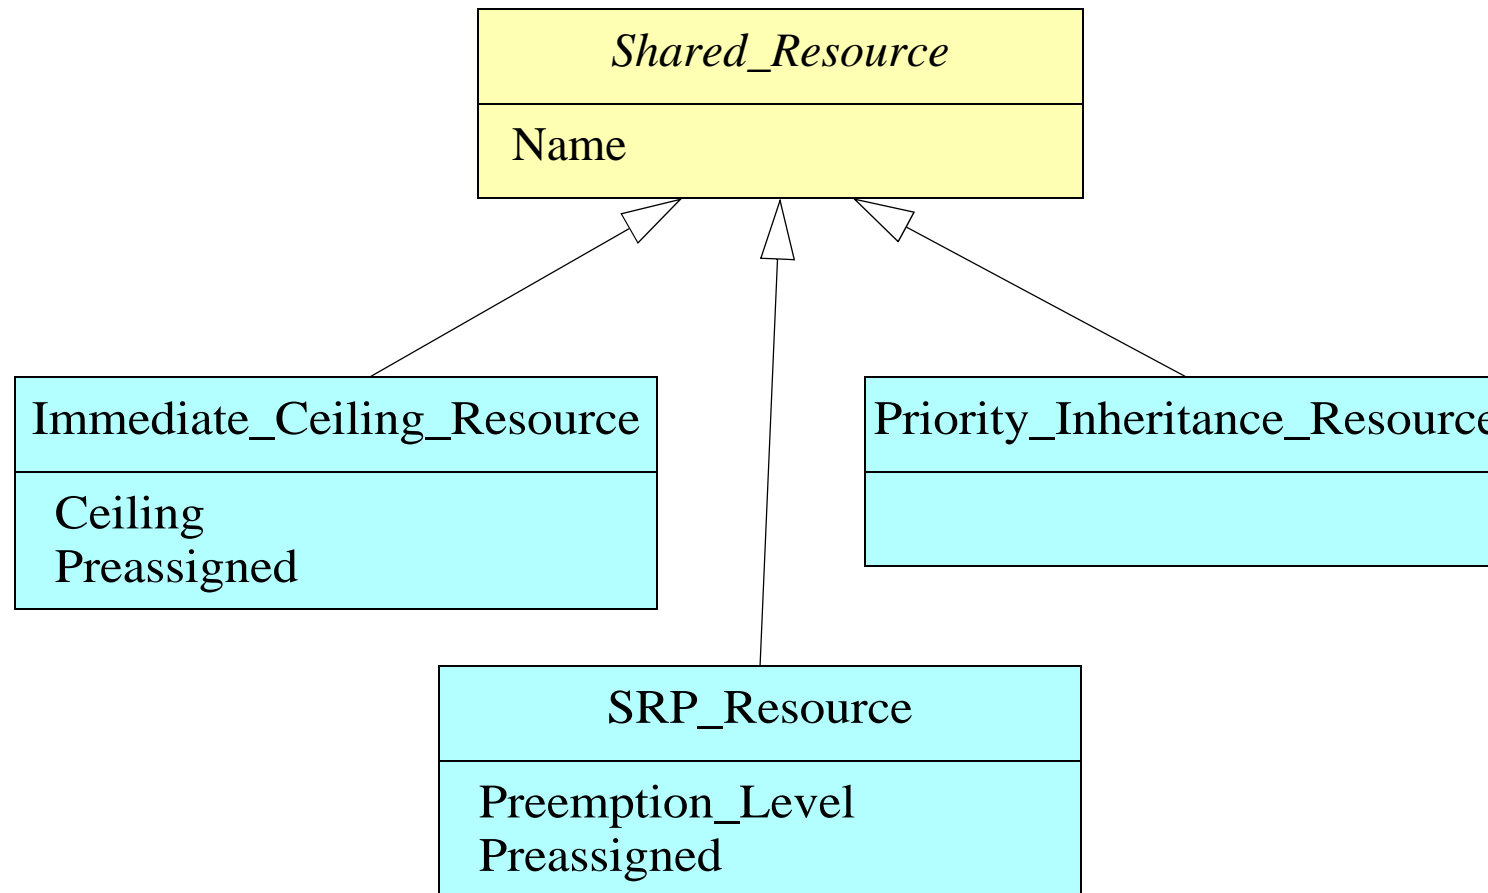 Shared_Resource
Name
Immediate_Ceiling_Resource
Ceiling
Preassigned
Priority_Inheritance_Resource
SRP_Resource
Preemption_Level
Preassigned